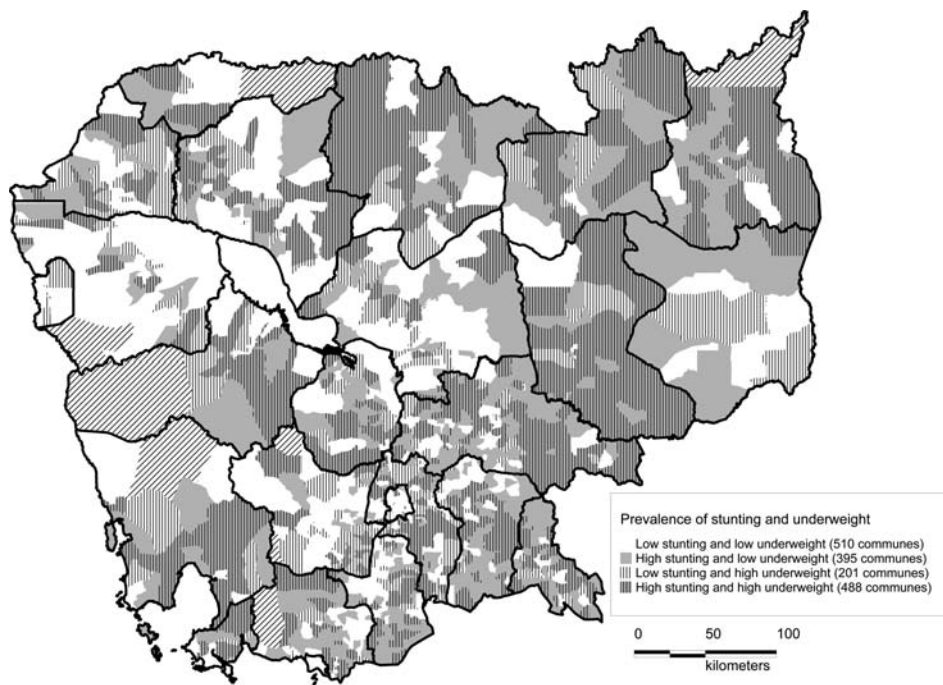 Prevalence of stunting and underweight
Low stunting and low underweight (510 communes)
High stunting and low underweight (395 communes)
Low stunting and high underweight (201 communes)
High stunting and high underweight (488 communes)
0 50 100
kilometers